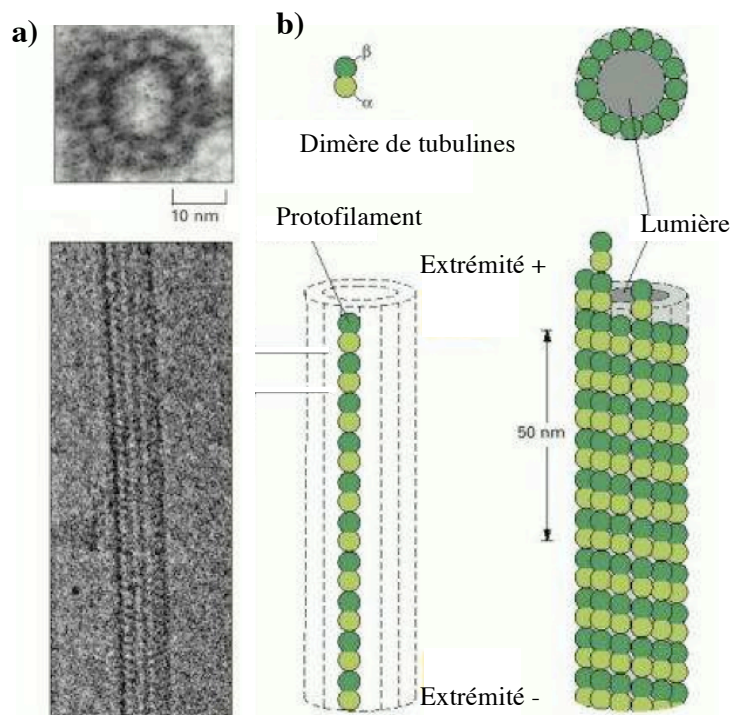 a)
b)
β
α
Dimère de tubulines
10 nm
Protofilament
Lumière
Extrémité +
50 nm
Extrémité -